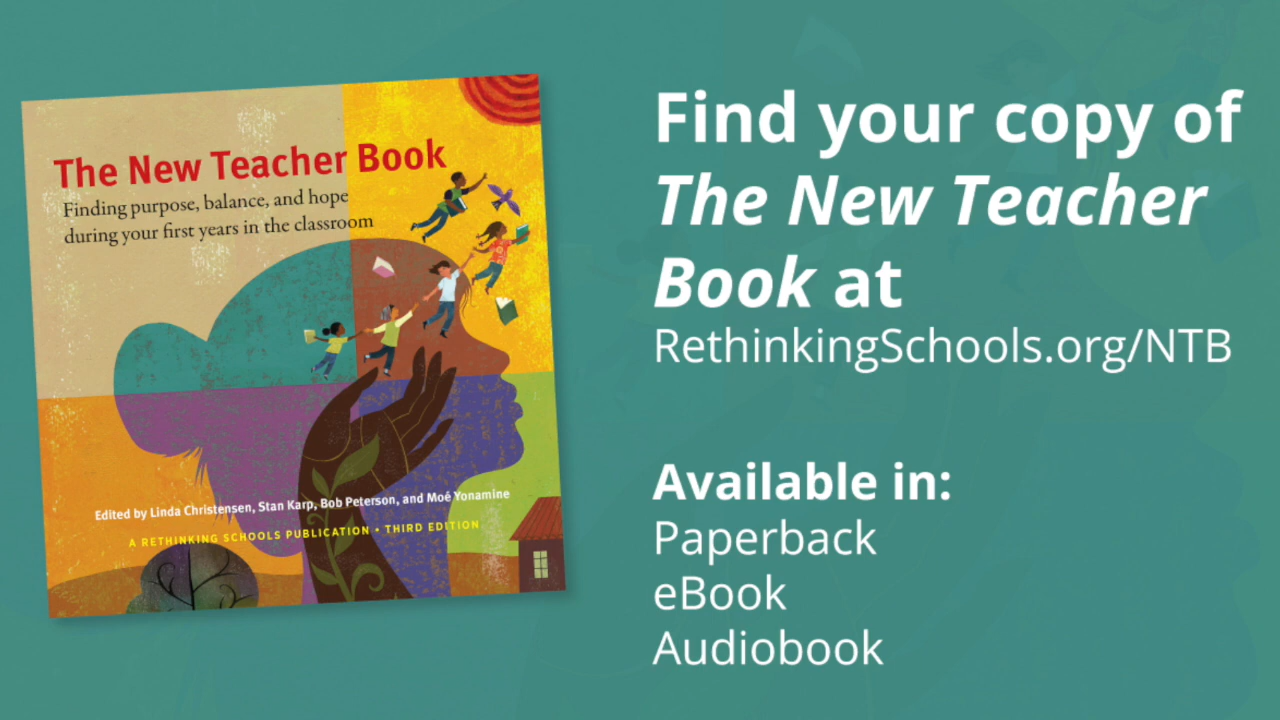 The New Teacher Book
Finding purpose, balance, and hope
during your first years in the classroom
Edited by Linda Christensen, Stan Karp, Bob Peterson, and Moé Yonamine
A RETHINKING SCHOOLS PUBLICATION • THIRD EDITION
Find your copy of
The New Teacher
Book at
RethinkingSchools.org/NTB
Available in:
Paperback
eBook
Audiobook